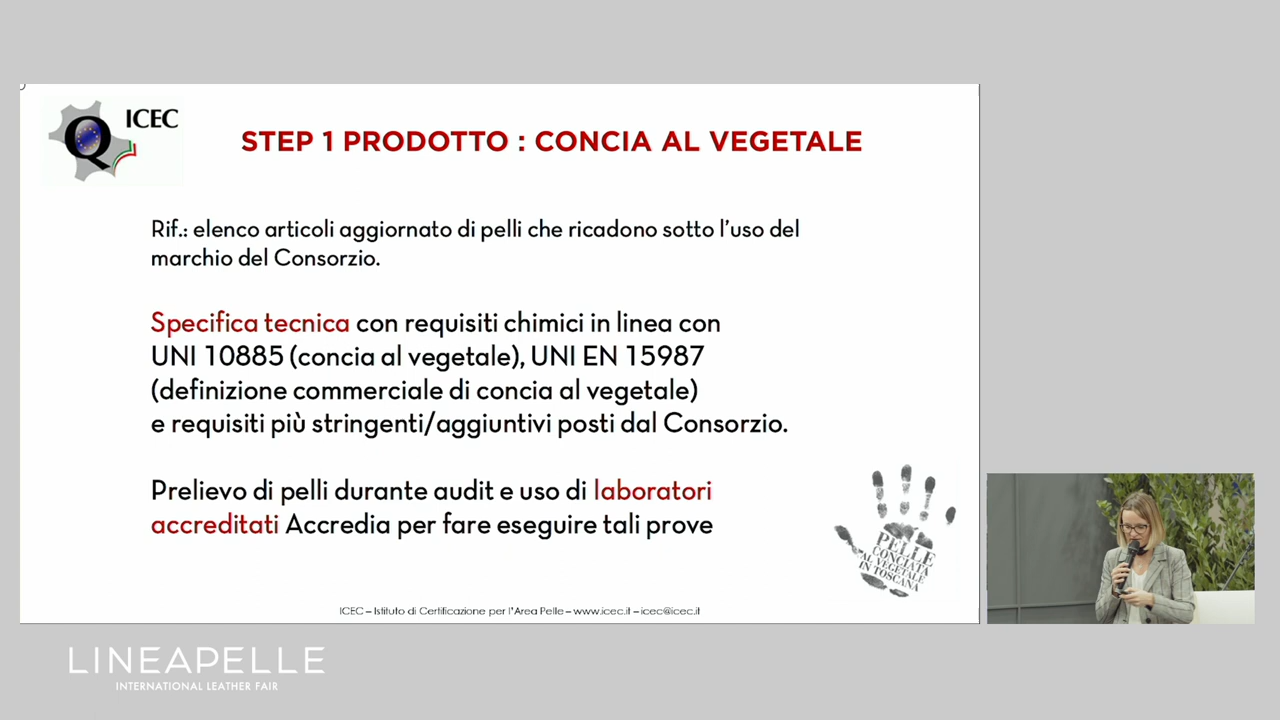 ICEC
Q
STEP 1 PRODOTTO : CONCIA AL VEGETALE
Rif.: elenco articoli aggiornato di pelli che ricadono sotto l’uso del
marchio del Consorzio.
Specifica tecnica con requisiti chimici in linea con
UNI 10885 (concia al vegetale), UNI EN 15987
(definizione commerciale di concia al vegetale)
e requisiti più stringenti/aggiuntivi posti dal Consorzio.
Prelievo di pelli durante audit e uso di laboratori
accreditati Accredia per fare eseguire tali prove
PELLE
CONCIATA
AL VEGETALE
IN TOSCANA
ICEC – Istituto di Certificazione per l'Area Pelle – www.icec.it – icec@icec.it
LINEAPELLE
INTERNATIONAL LEATHER FAIR